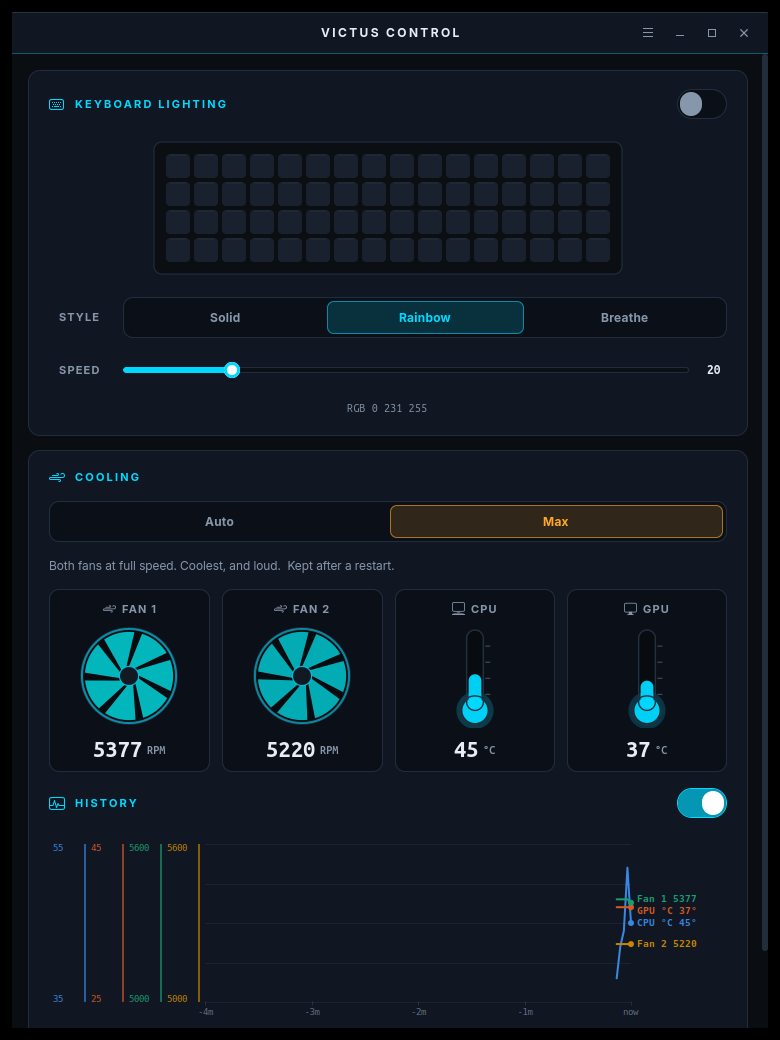 VICTUS CONTROL
KEYBOARD LIGHTING
STYLE Solid Rainbow Breathe
SPEED 20
RGB 0 231 255
COOLING
Auto Max
Both fans at full speed. Coolest, and loud.  Kept after a restart.
FAN 1 FAN 2 CPU GPU
5377 RPM 5220 RPM 45 °C 37 °C
HISTORY
55 45 5600 5600
Fan 1 5377
GPU °C 37°
CPU °C 45°
Fan 2 5220
35 25 5000 5000
-4m -3m -2m -1m now